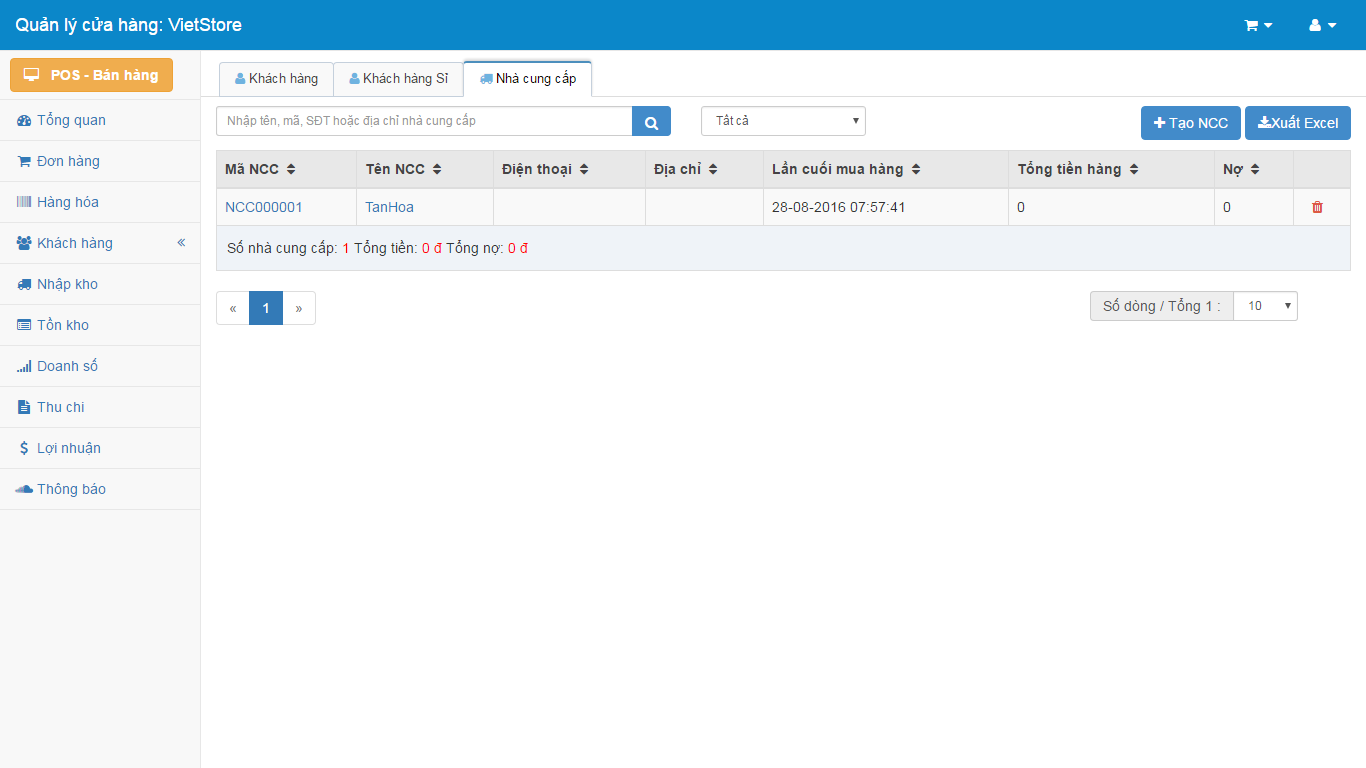 Quản lý cửa hàng: VietStore
POS - Bán hàng
Tổng quan
Đơn hàng
Hàng hóa
Khách hàng
Nhập kho
Tồn kho
Doanh số
Thu chi
Lợi nhuận
Thông báo
Khách hàng Khách hàng Sỉ Nhà cung cấp
Nhập tên, mã, SĐT hoặc địa chỉ nhà cung cấp Tất cả Tạo NCC Xuất Excel
Mã NCC Tên NCC Điện thoại Địa chỉ Lần cuối mua hàng Tổng tiền hàng Nợ
NCC000001 TanHoa 28-08-2016 07:57:41 0 0
Số nhà cung cấp: 1 Tổng tiền: 0 đ Tổng nợ: 0 đ
« 1 » Số dòng / Tổng 1 : 10